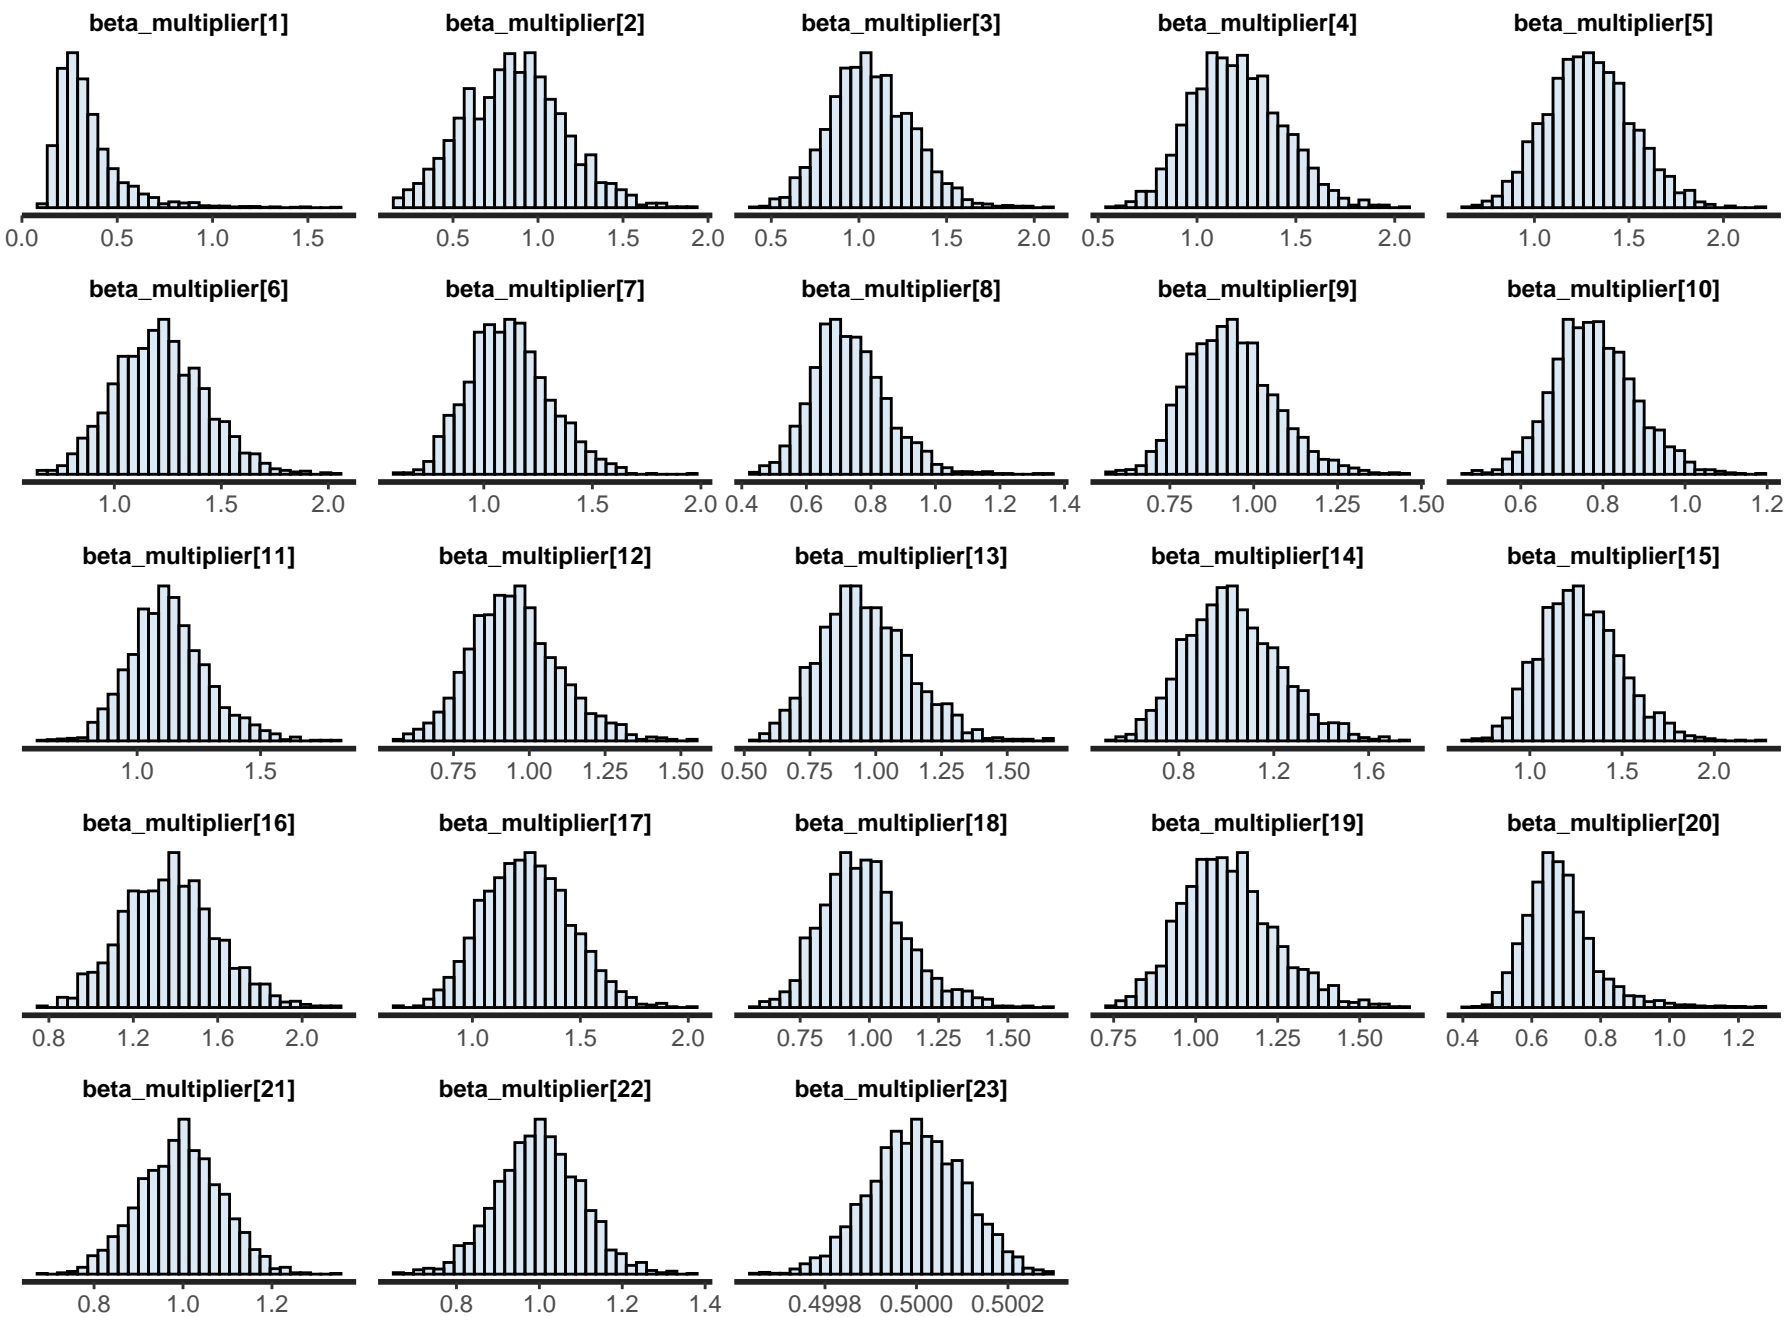 beta_multiplier[1] beta_multiplier[2] beta_multiplier[3] beta_multiplier[4] beta_multiplier[5]
0.0 0.5 1.0 1.5 0.5 1.0 1.5 2.0 0.5 1.0 1.5 2.0 0.5 1.0 1.5 2.0 1.0 1.5 2.0
beta_multiplier[6] beta_multiplier[7] beta_multiplier[8] beta_multiplier[9] beta_multiplier[10]
1.0 1.5 2.0 1.0 1.5 2.0 0.4 0.6 0.8 1.0 1.2 1.4 0.75 1.00 1.25 1.50 0.6 0.8 1.0 1.2
beta_multiplier[11] beta_multiplier[12] beta_multiplier[13] beta_multiplier[14] beta_multiplier[15]
1.0 1.5 0.75 1.00 1.25 1.50 0.50 0.75 1.00 1.25 1.50 0.8 1.2 1.6 1.0 1.5 2.0
beta_multiplier[16] beta_multiplier[17] beta_multiplier[18] beta_multiplier[19] beta_multiplier[20]
0.8 1.2 1.6 2.0 1.0 1.5 2.0 0.75 1.00 1.25 1.50 0.75 1.00 1.25 1.50 0.4 0.6 0.8 1.0 1.2
beta_multiplier[21] beta_multiplier[22] beta_multiplier[23]
0.8 1.0 1.2 0.8 1.0 1.2 1.4 0.4998 0.5000 0.5002